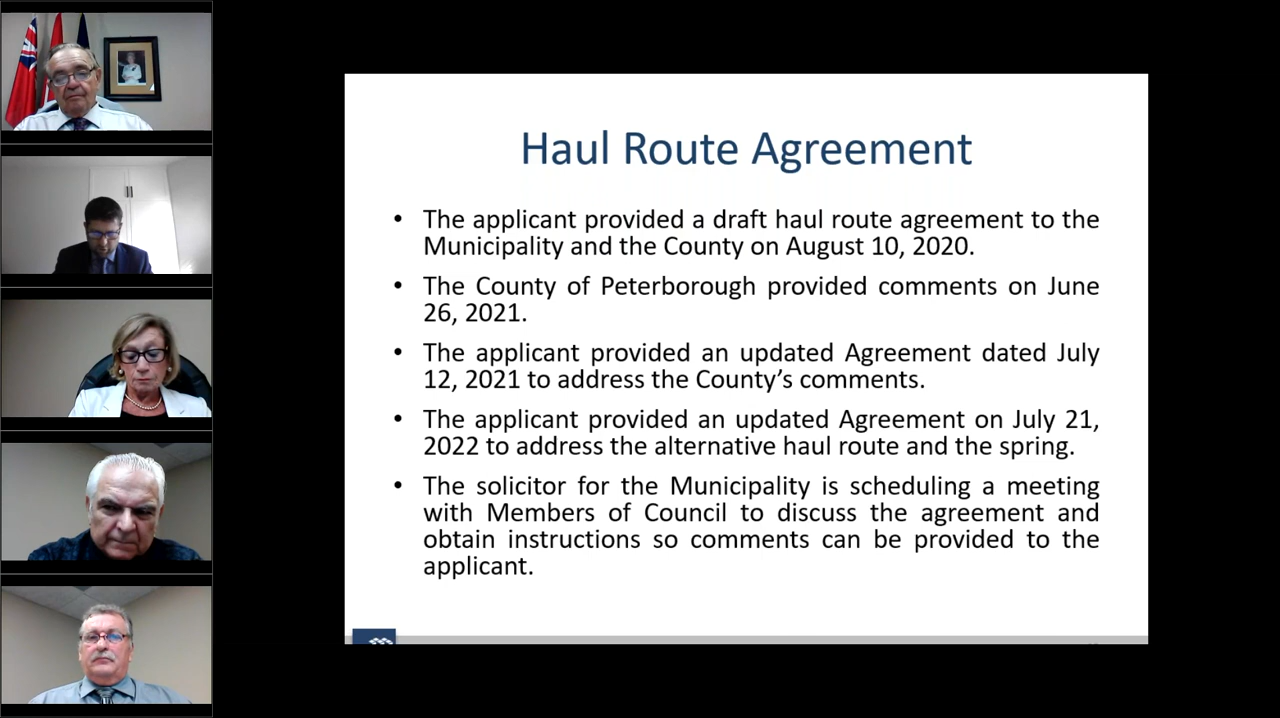 Haul Route Agreement
• The applicant provided a draft haul route agreement to the
Municipality and the County on August 10, 2020.
• The County of Peterborough provided comments on June
26, 2021.
• The applicant provided an updated Agreement dated July
12, 2021 to address the County’s comments.
• The applicant provided an updated Agreement on July 21,
2022 to address the alternative haul route and the spring.
• The solicitor for the Municipality is scheduling a meeting
with Members of Council to discuss the agreement and
obtain instructions so comments can be provided to the
applicant.